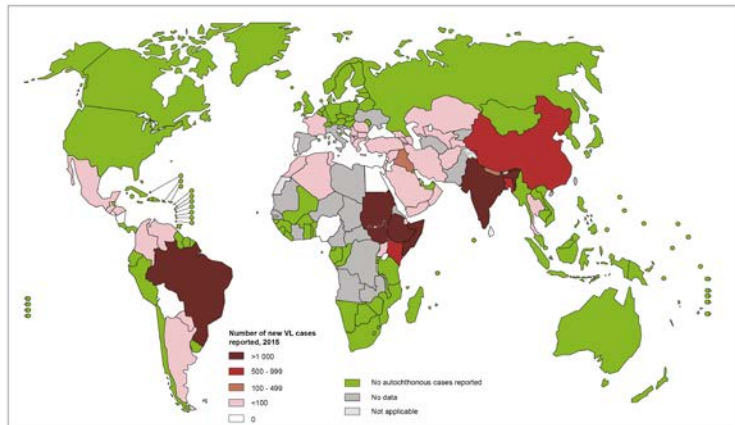 Number of new VL cases
reported, 2015
>1 000
500 - 999
100 - 499
<100
0
No autochthonous cases reported
No data
Not applicable